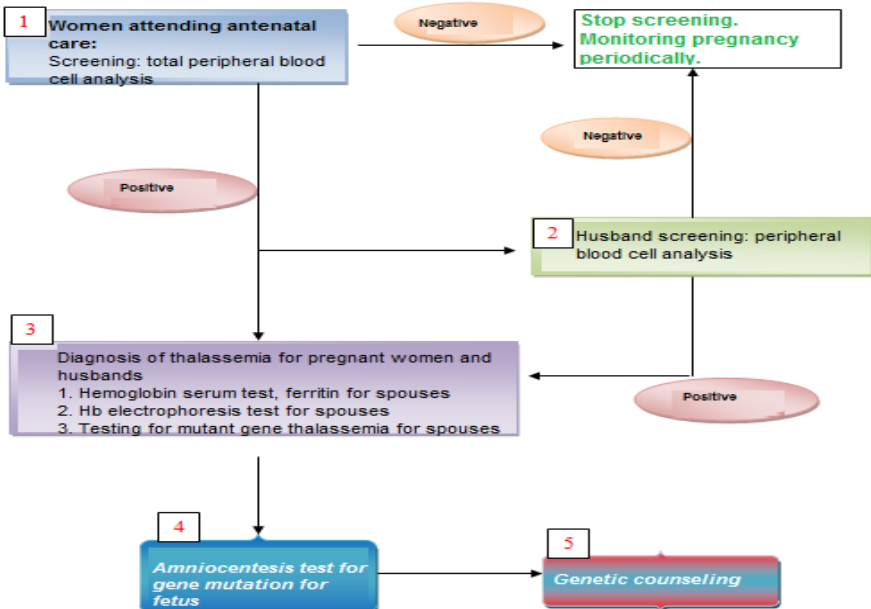 1
Women attending antenatal
care:
Screening: total peripheral blood
cell analysis
Negative
Stop screening.
Monitoring pregnancy
periodically.
Negative
Positive
2
Husband screening: peripheral
blood cell analysis
3
Diagnosis of thalassemia for pregnant women and
husbands
1. Hemoglobin serum test, ferritin for spouses
2. Hb electrophoresis test for spouses
3. Testing for mutant gene thalassemia for spouses
Positive
4
Amniocentesis test for
gene mutation for
fetus
5
Genetic counseling